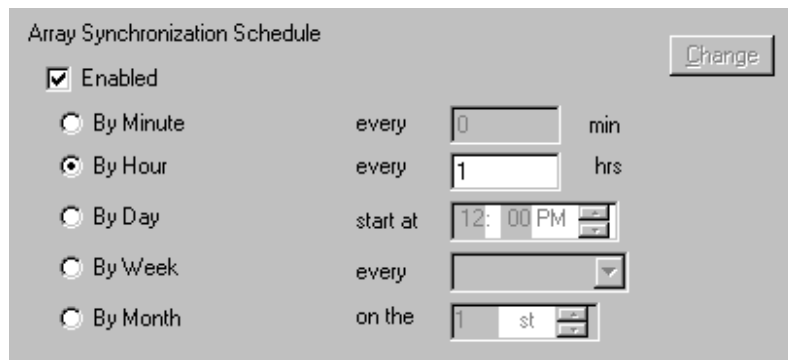 Array Synchronization Schedule
Change
Enabled
By Minute every 0 min
By Hour every 1 hrs
By Day start at 12: 00 PM
By Week every
By Month on the 1 st